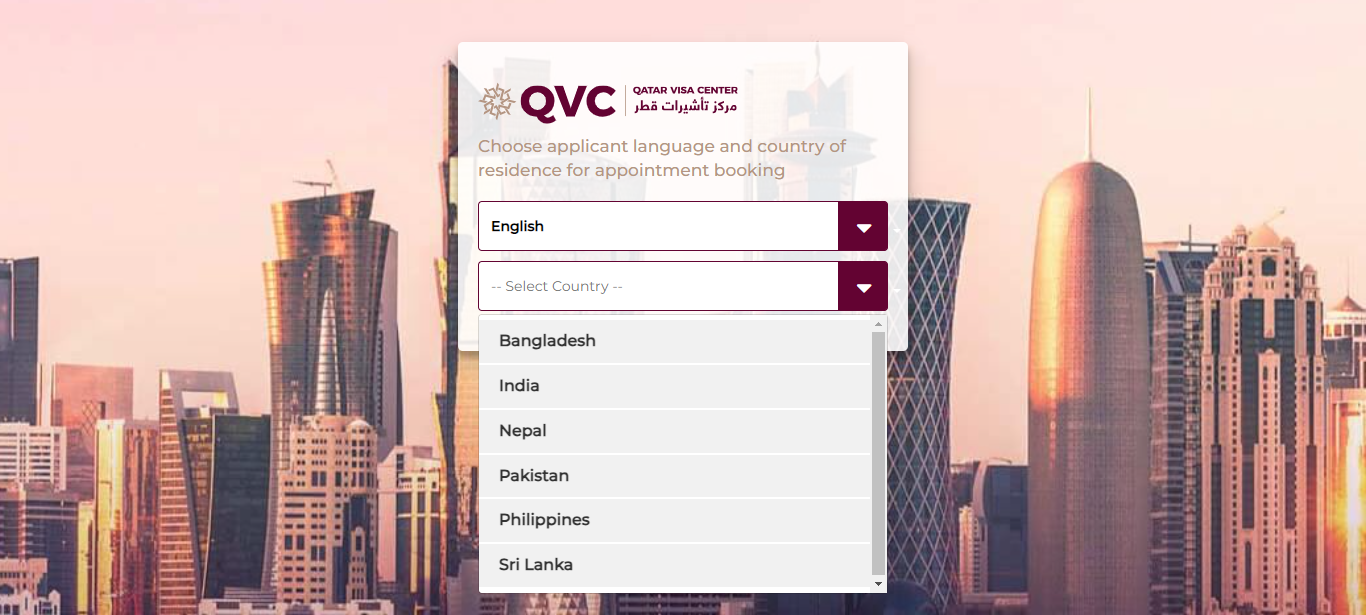 QVC
QATAR VISA CENTER
مركز تأشيرات قطر
Choose applicant language and country of
residence for appointment booking
English
-- Select Country --
Bangladesh
India
Nepal
Pakistan
Philippines
Sri Lanka